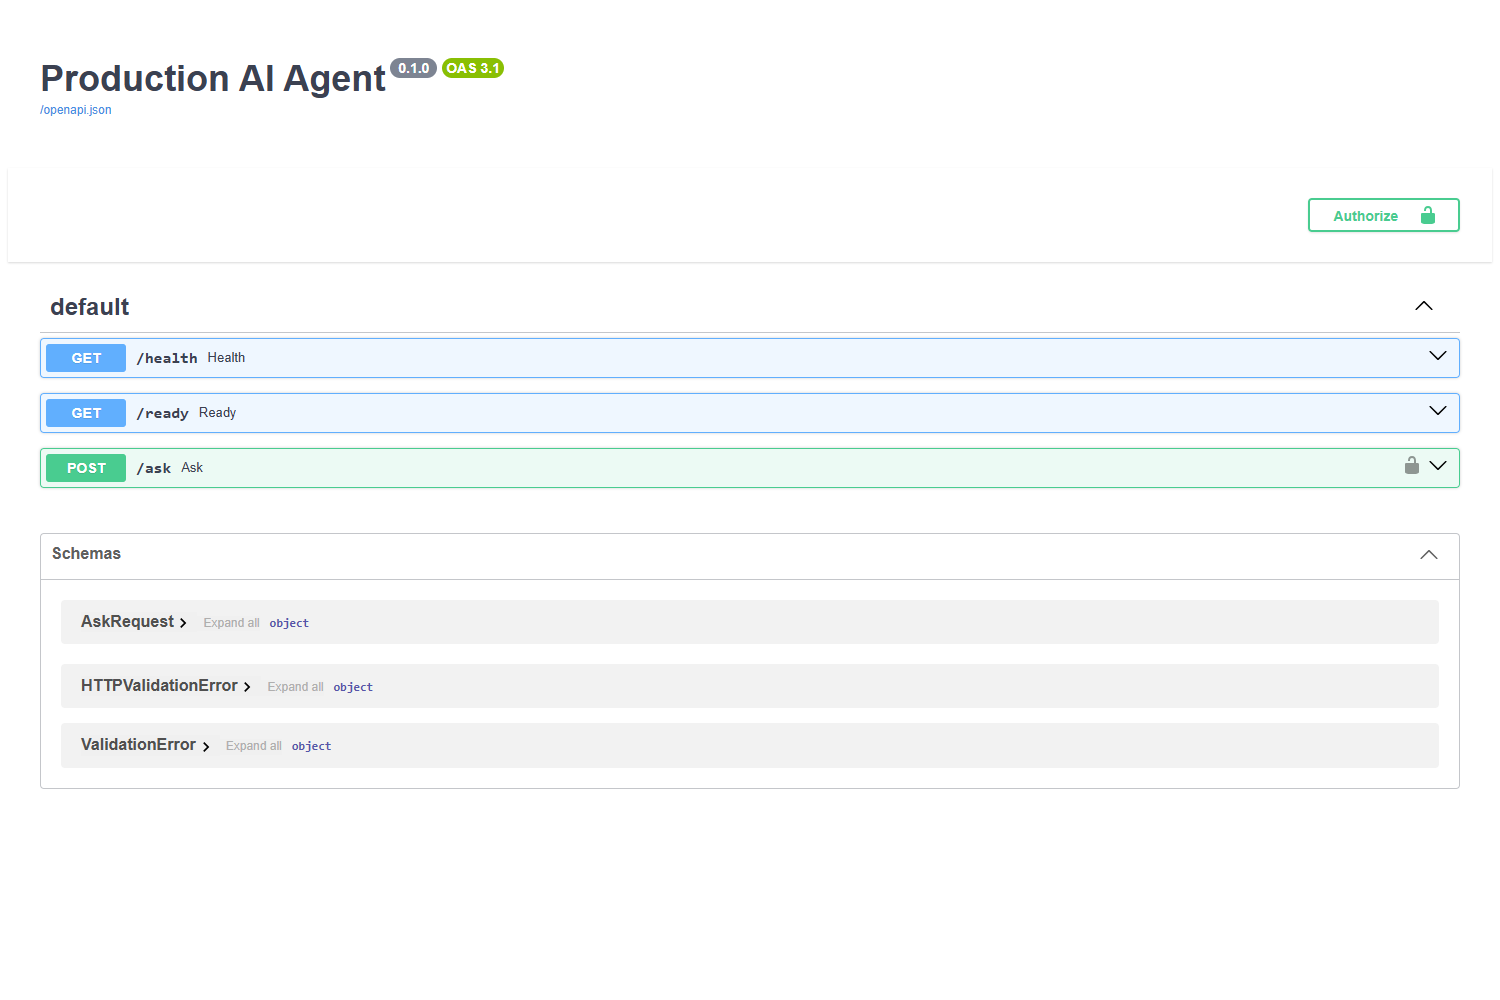 Production AI Agent 0.1.0 OAS 3.1
/openapi.json
Authorize
default
GET /health Health
GET /ready Ready
POST /ask Ask
Schemas
AskRequest Expand all object
HTTPValidationError Expand all object
ValidationError Expand all object